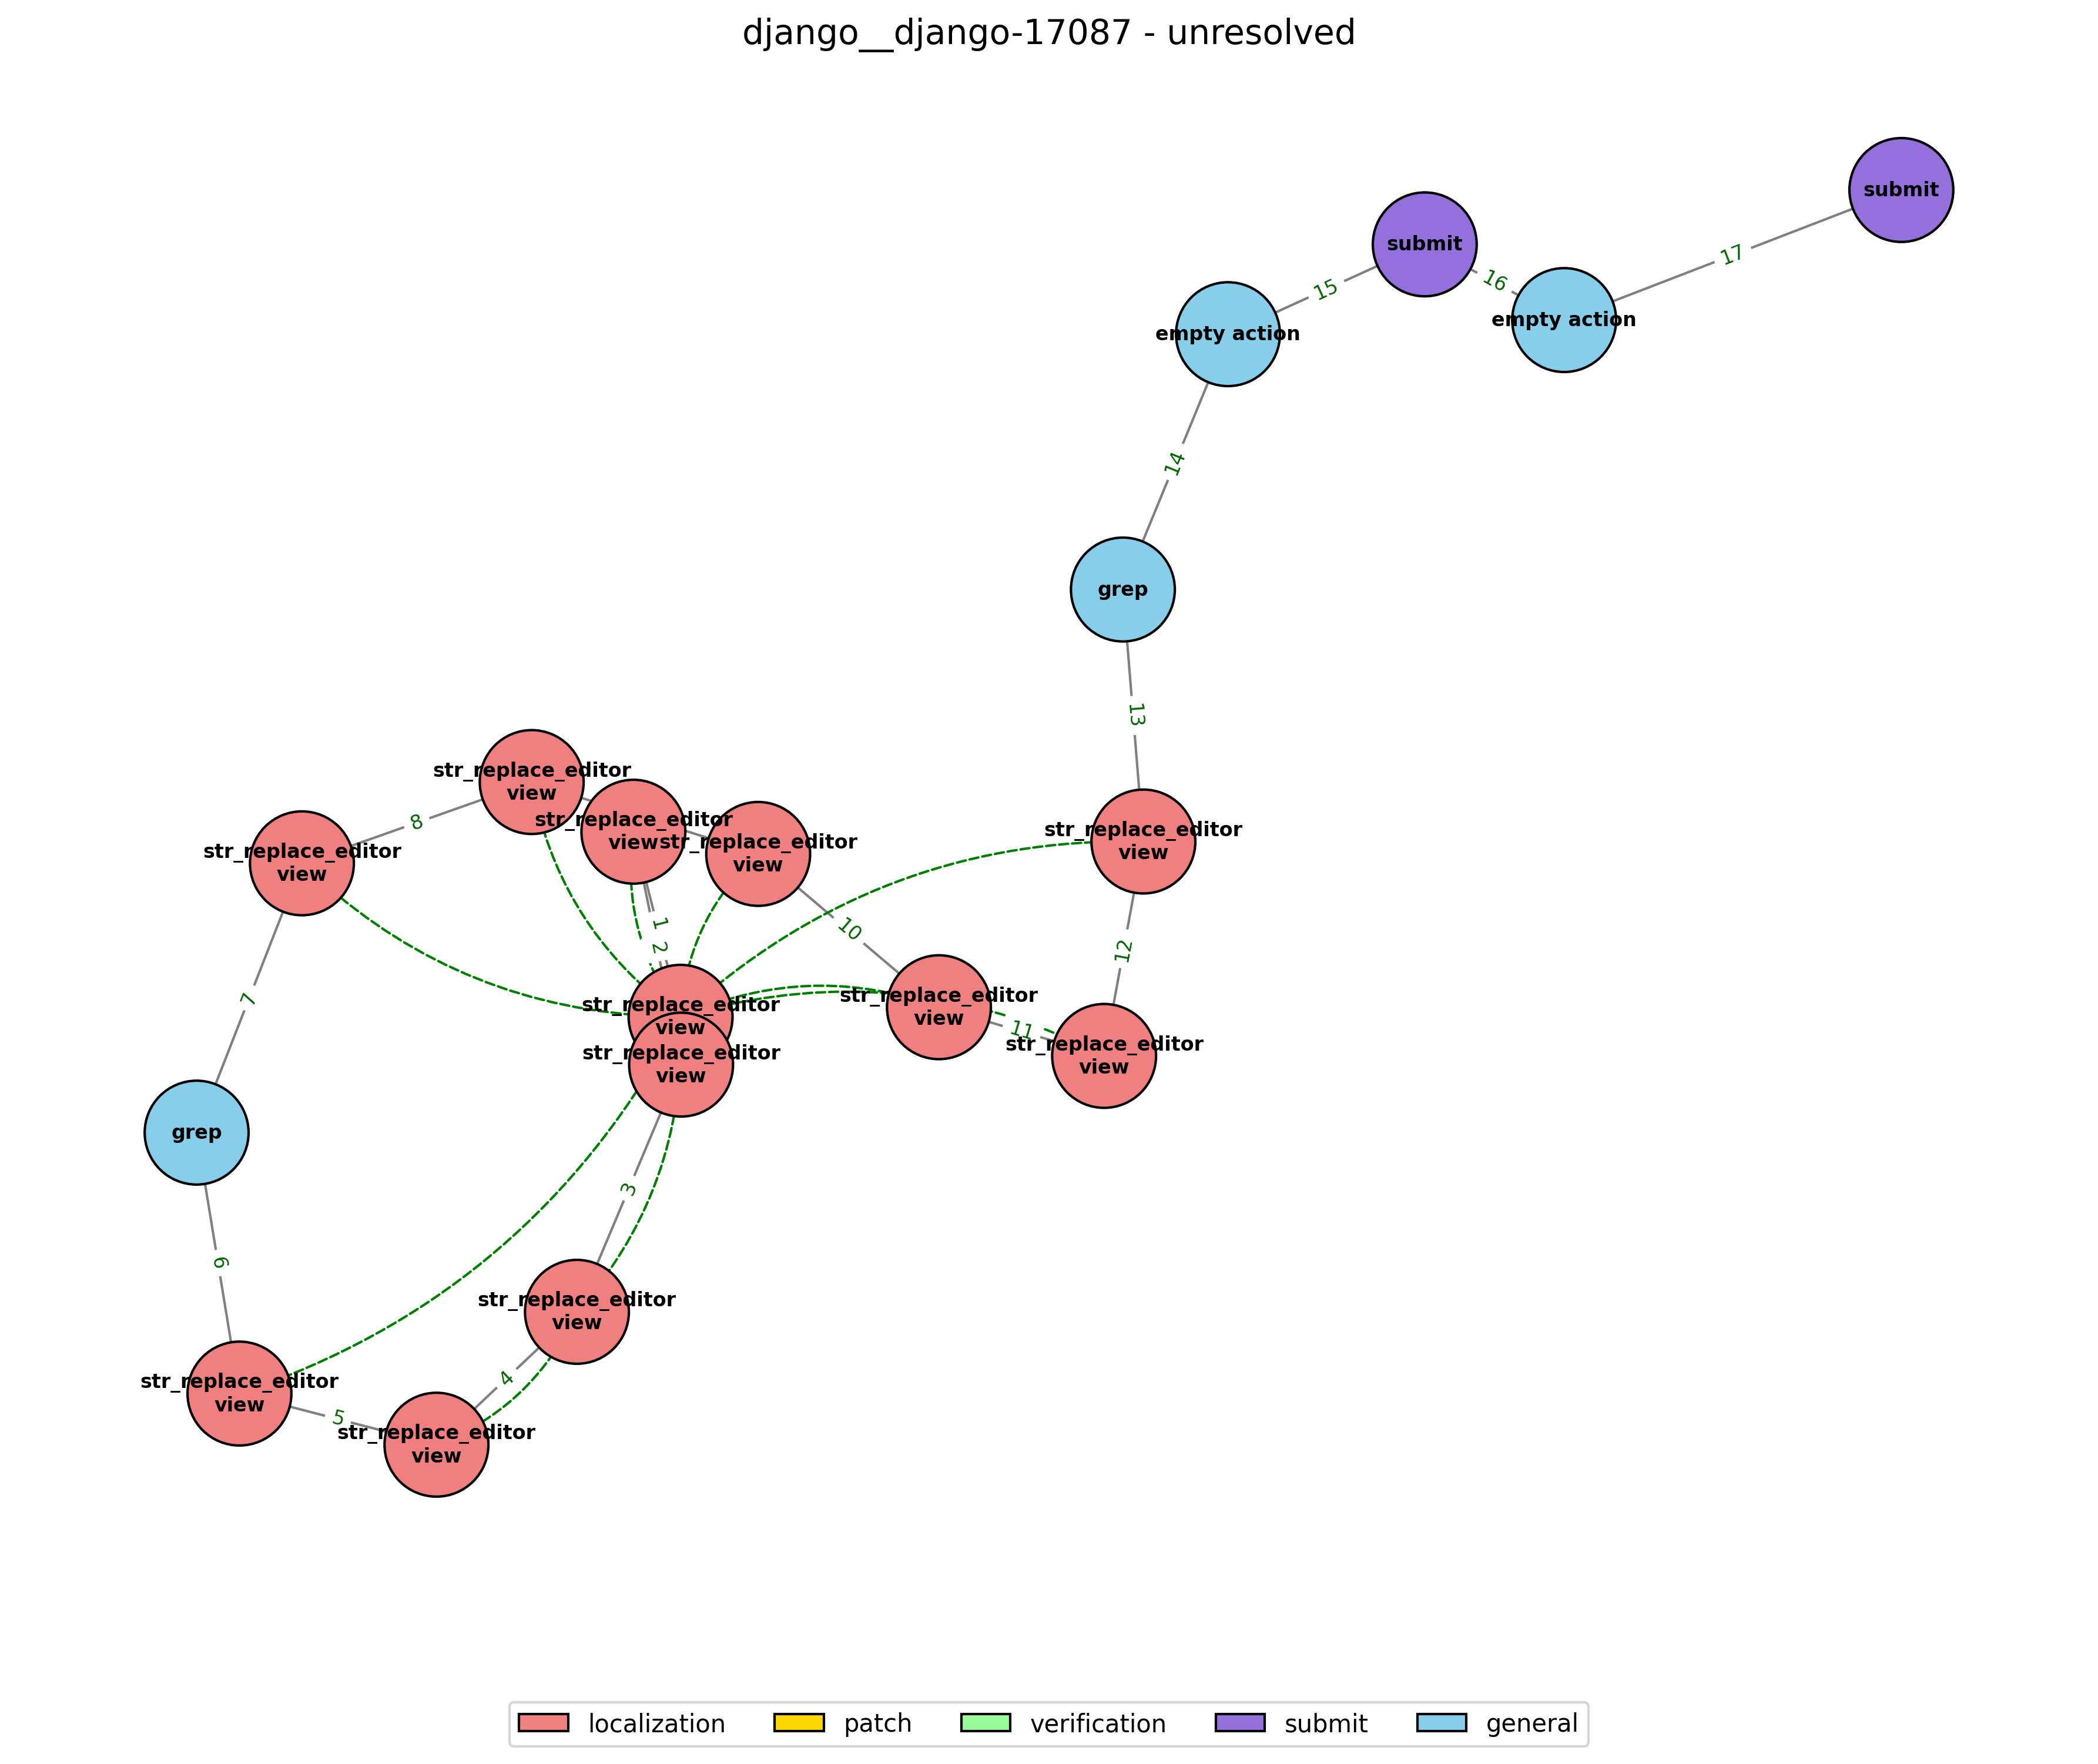 django__django-17087 - unresolved
submit
submit
empty action
empty action
17
16
15
14
grep
13
str_replace_editor
view
str_replace_editor
view
str_replace_editor
view
str_replace_editor
view
str_replace_editor
view
8
10
1
2
12
7
str_replace_editor
view
str_replace_editor
view
str_replace_editor
view
11
str_replace_editor
view
grep
3
6
str_replace_editor
view
4
str_replace_editor
view
5
str_replace_editor
view
localization
patch
verification
submit
general